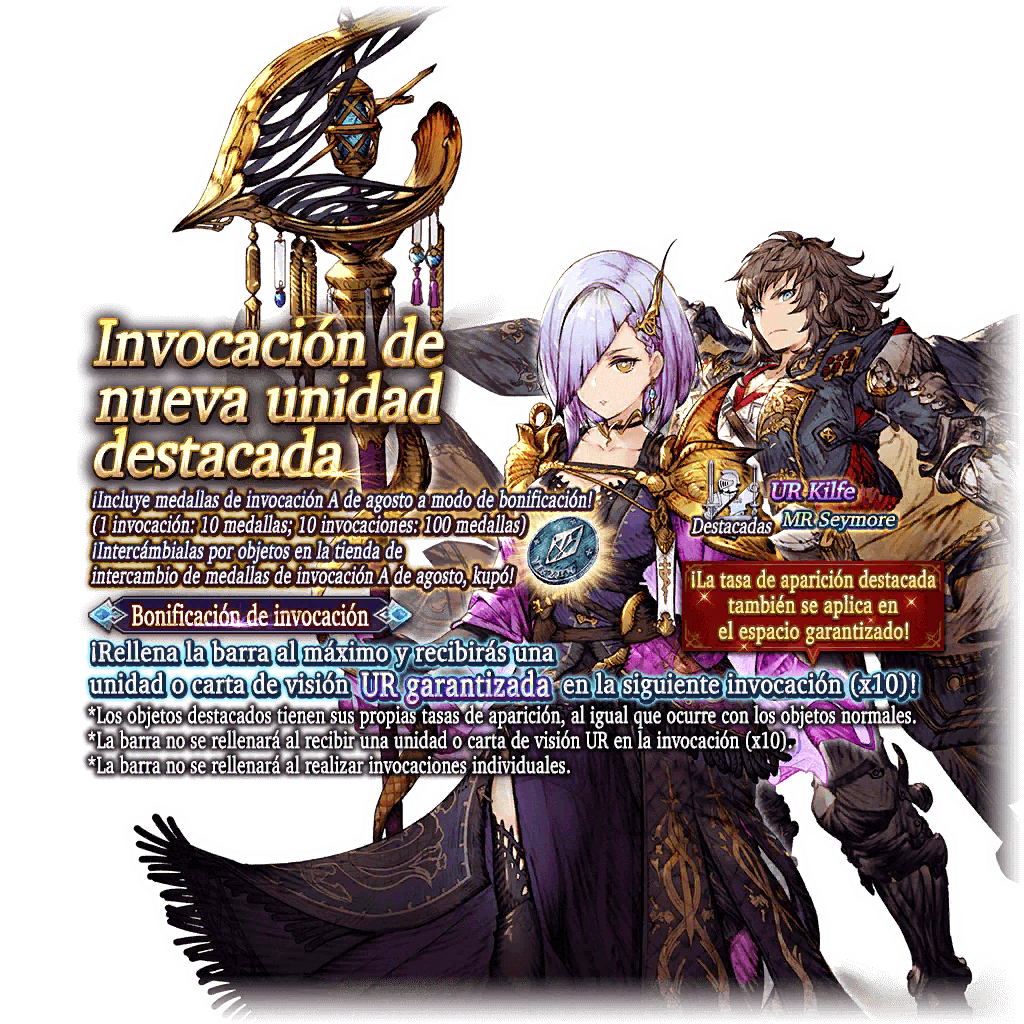 Invocación de
nueva unidad
destacada
¡Incluye medallas de invocación A de agosto a modo de bonificación!
(1 invocación: 10 medallas; 10 invocaciones: 100 medallas)
¡Intercámbialas por objetos en la tienda de
intercambio de medallas de invocación A de agosto, kupó!
Destacadas
UR Kilfe
MR Seymore
¡La tasa de aparición destacada
también se aplica en
el espacio garantizado!
Bonificación de invocación
¡Rellena la barra al máximo y recibirás una
unidad o carta de visión UR garantizada en la siguiente invocación (x10)!
*Los objetos destacados tienen sus propias tasas de aparición, al igual que ocurre con los objetos normales.
*La barra no se rellenará al recibir una unidad o carta de visión UR en la invocación (x10).
*La barra no se rellenará al realizar invocaciones individuales.